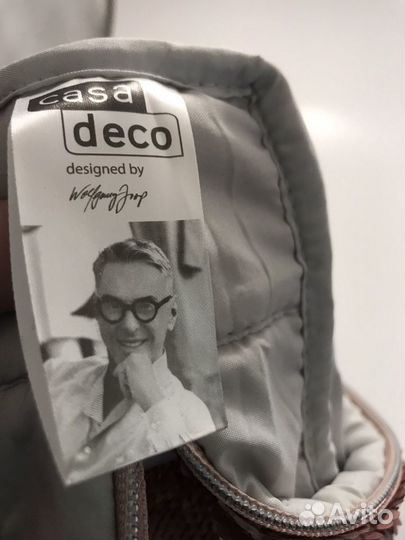 casa
deco
designed by
Wolfgang Joop
Avito